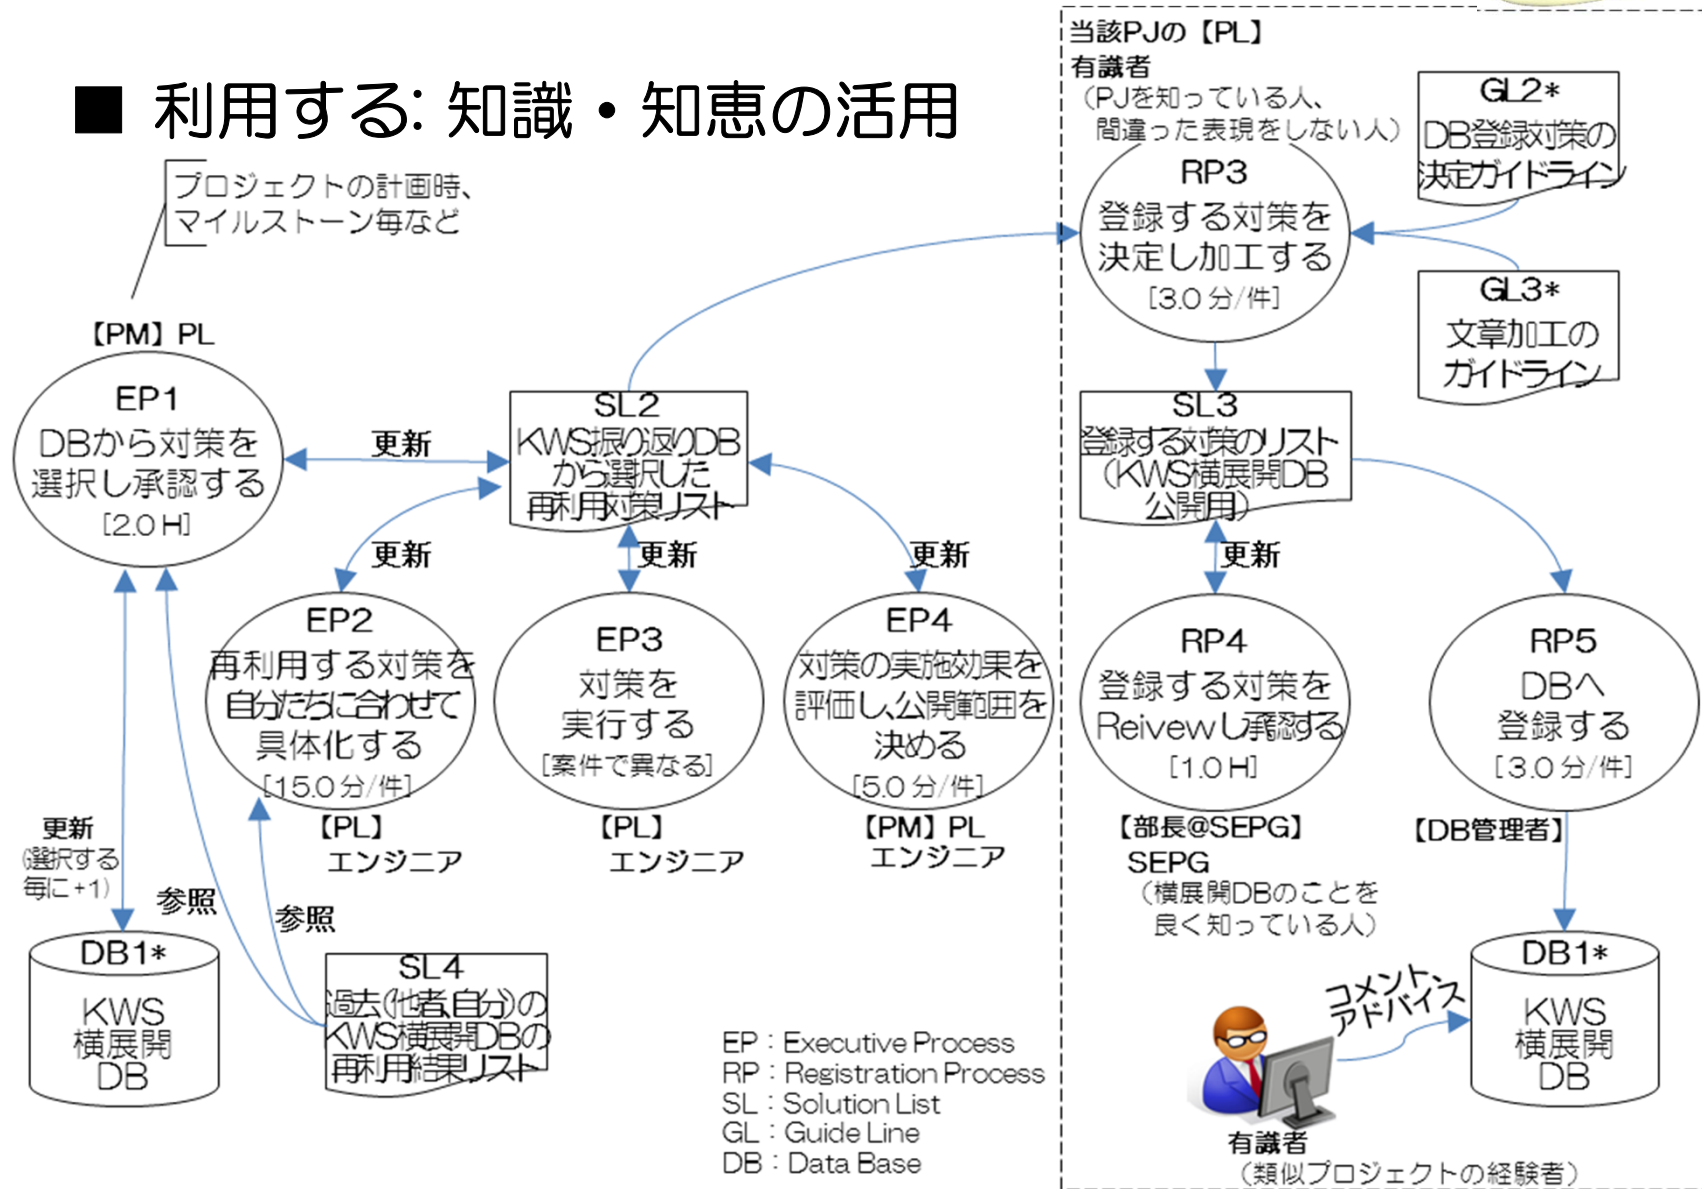 ■ 利用する: 知識・知恵の活用
プロジェクトの計画時、
マイルストーン毎など
【PM】PL
EP1
DBから対策を
選択し承認する
[2.0 H]
更新
SL2
KWS振り返りDB
から選択した
再利用対策リスト
更新
更新
更新
EP2
再利用する対策を
自分たちに合わせて
具体化する
[15.0 分/件]
【PL】
エンジニア
EP3
対策を
実行する
[案件で異なる]
【PL】
エンジニア
EP4
対策の実施効果を
評価し、公開範囲を
決める
[5.0 分/件]
【PM】PL
エンジニア
更新
(選択する
毎に+1)
参照
参照
DB1*
KWS
横展開
DB
SL4
過去(他者,自分)の
KWS横展開DBの
再利用結果リスト
EP：Executive Process
RP：Registration Process
SL：Solution List
GL：Guide Line
DB：Data Base
当該PJの【PL】
有識者
（PJを知っている人、
間違った表現をしない人）
RP3
登録する対策を
決定し加工する
[3.0 分/件]
GL2*
DB登録対策の
決定ガイドライン
GL3*
文章加工の
ガイドライン
SL3
登録する対策のリスト
（KWS横展開DB
公開用）
更新
RP4
登録する対策を
Reivewし承認する
[1.0 H]
【部長@SEPG】
SEPG
（横展開DBのことを
良く知っている人）
RP5
DBへ
登録する
[3.0 分/件]
【DB管理者】
コメント、
アドバイス
DB1*
KWS
横展開
DB
有識者
（類似プロジェクトの経験者）